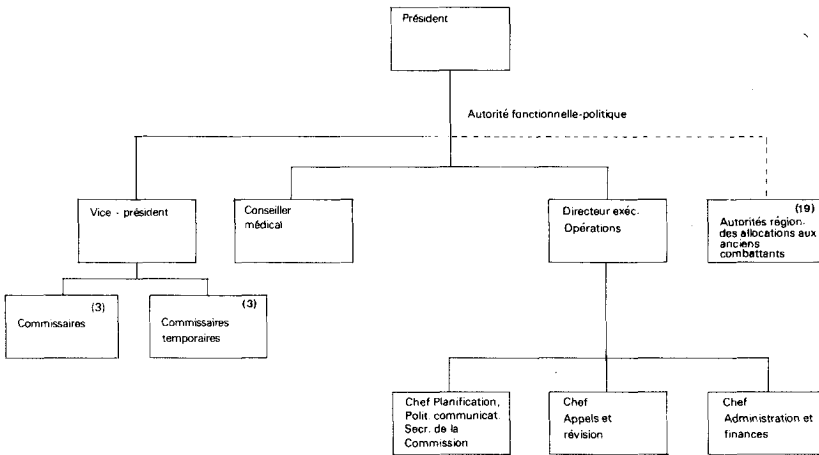 Président
Autorité fonctionnelle-politique
Vice - président
Conseiller
médical
Directeur exéc.
Opérations
(19)
Autorités région.
des allocations aux
anciens
combattants
(3)
Commissaires
(3)
Commissaires
temporaires
Chef Planification,
Polit. communicat.
Secr. de la
Commission
Chef
Appels et
révision
Chef
Administration et
finances